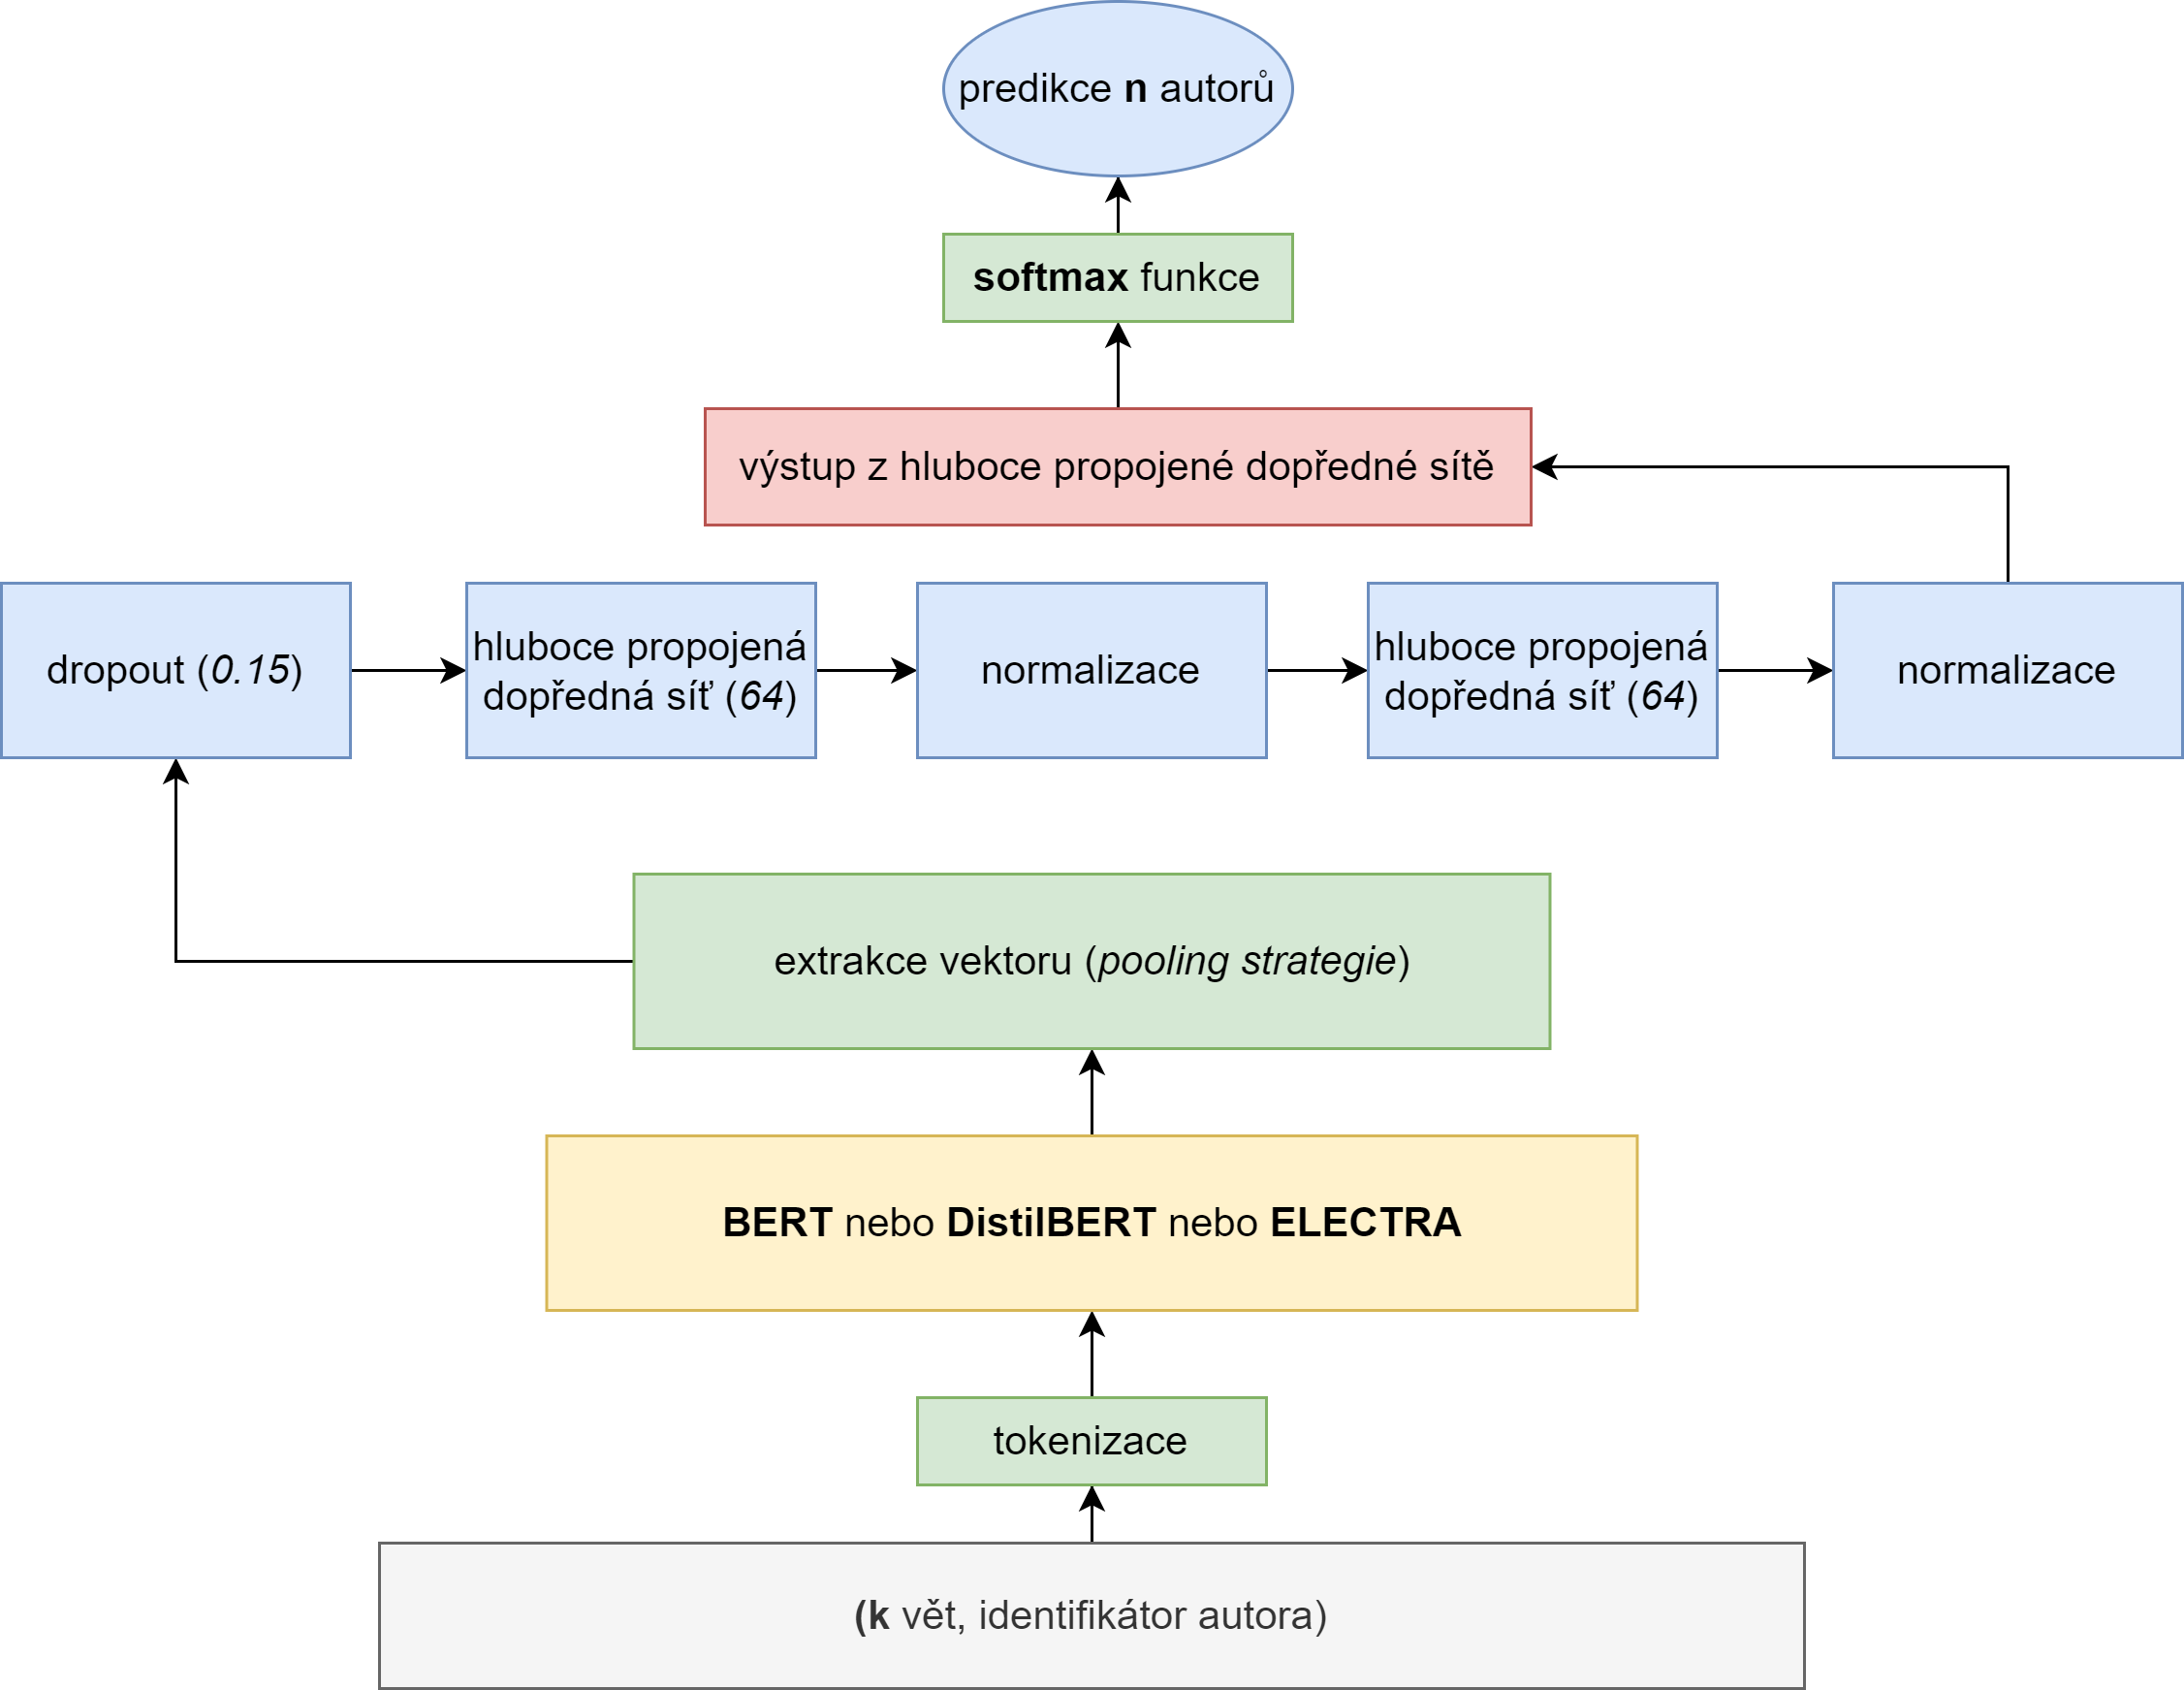 predikce n autorů
softmax funkce
výstup z hluboce propojené dopředné sítě
dropout (0.15)
hluboce propojená
dopředná síť (64)
normalizace
hluboce propojená
dopředná síť (64)
normalizace
extrakce vektoru (pooling strategie)
BERT nebo DistilBERT nebo ELECTRA
tokenizace
(k vět, identifikátor autora)